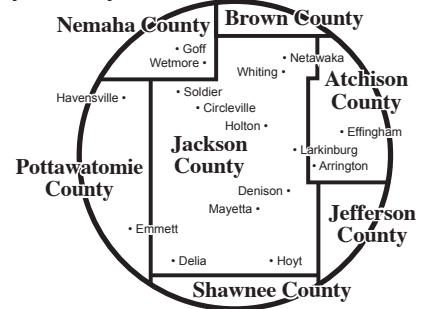 Nemaha County
Brown County
Goff
Wetmore
Netawaka
Whiting
Atchison
County
Havensville
Soldier
Circleville
Holton
Effingham
Jackson
County
Larkinburg
Arrington
Pottawatomie
County
Denison
Mayetta
Jefferson
County
Emmett
Delia
Hoyt
Shawnee County